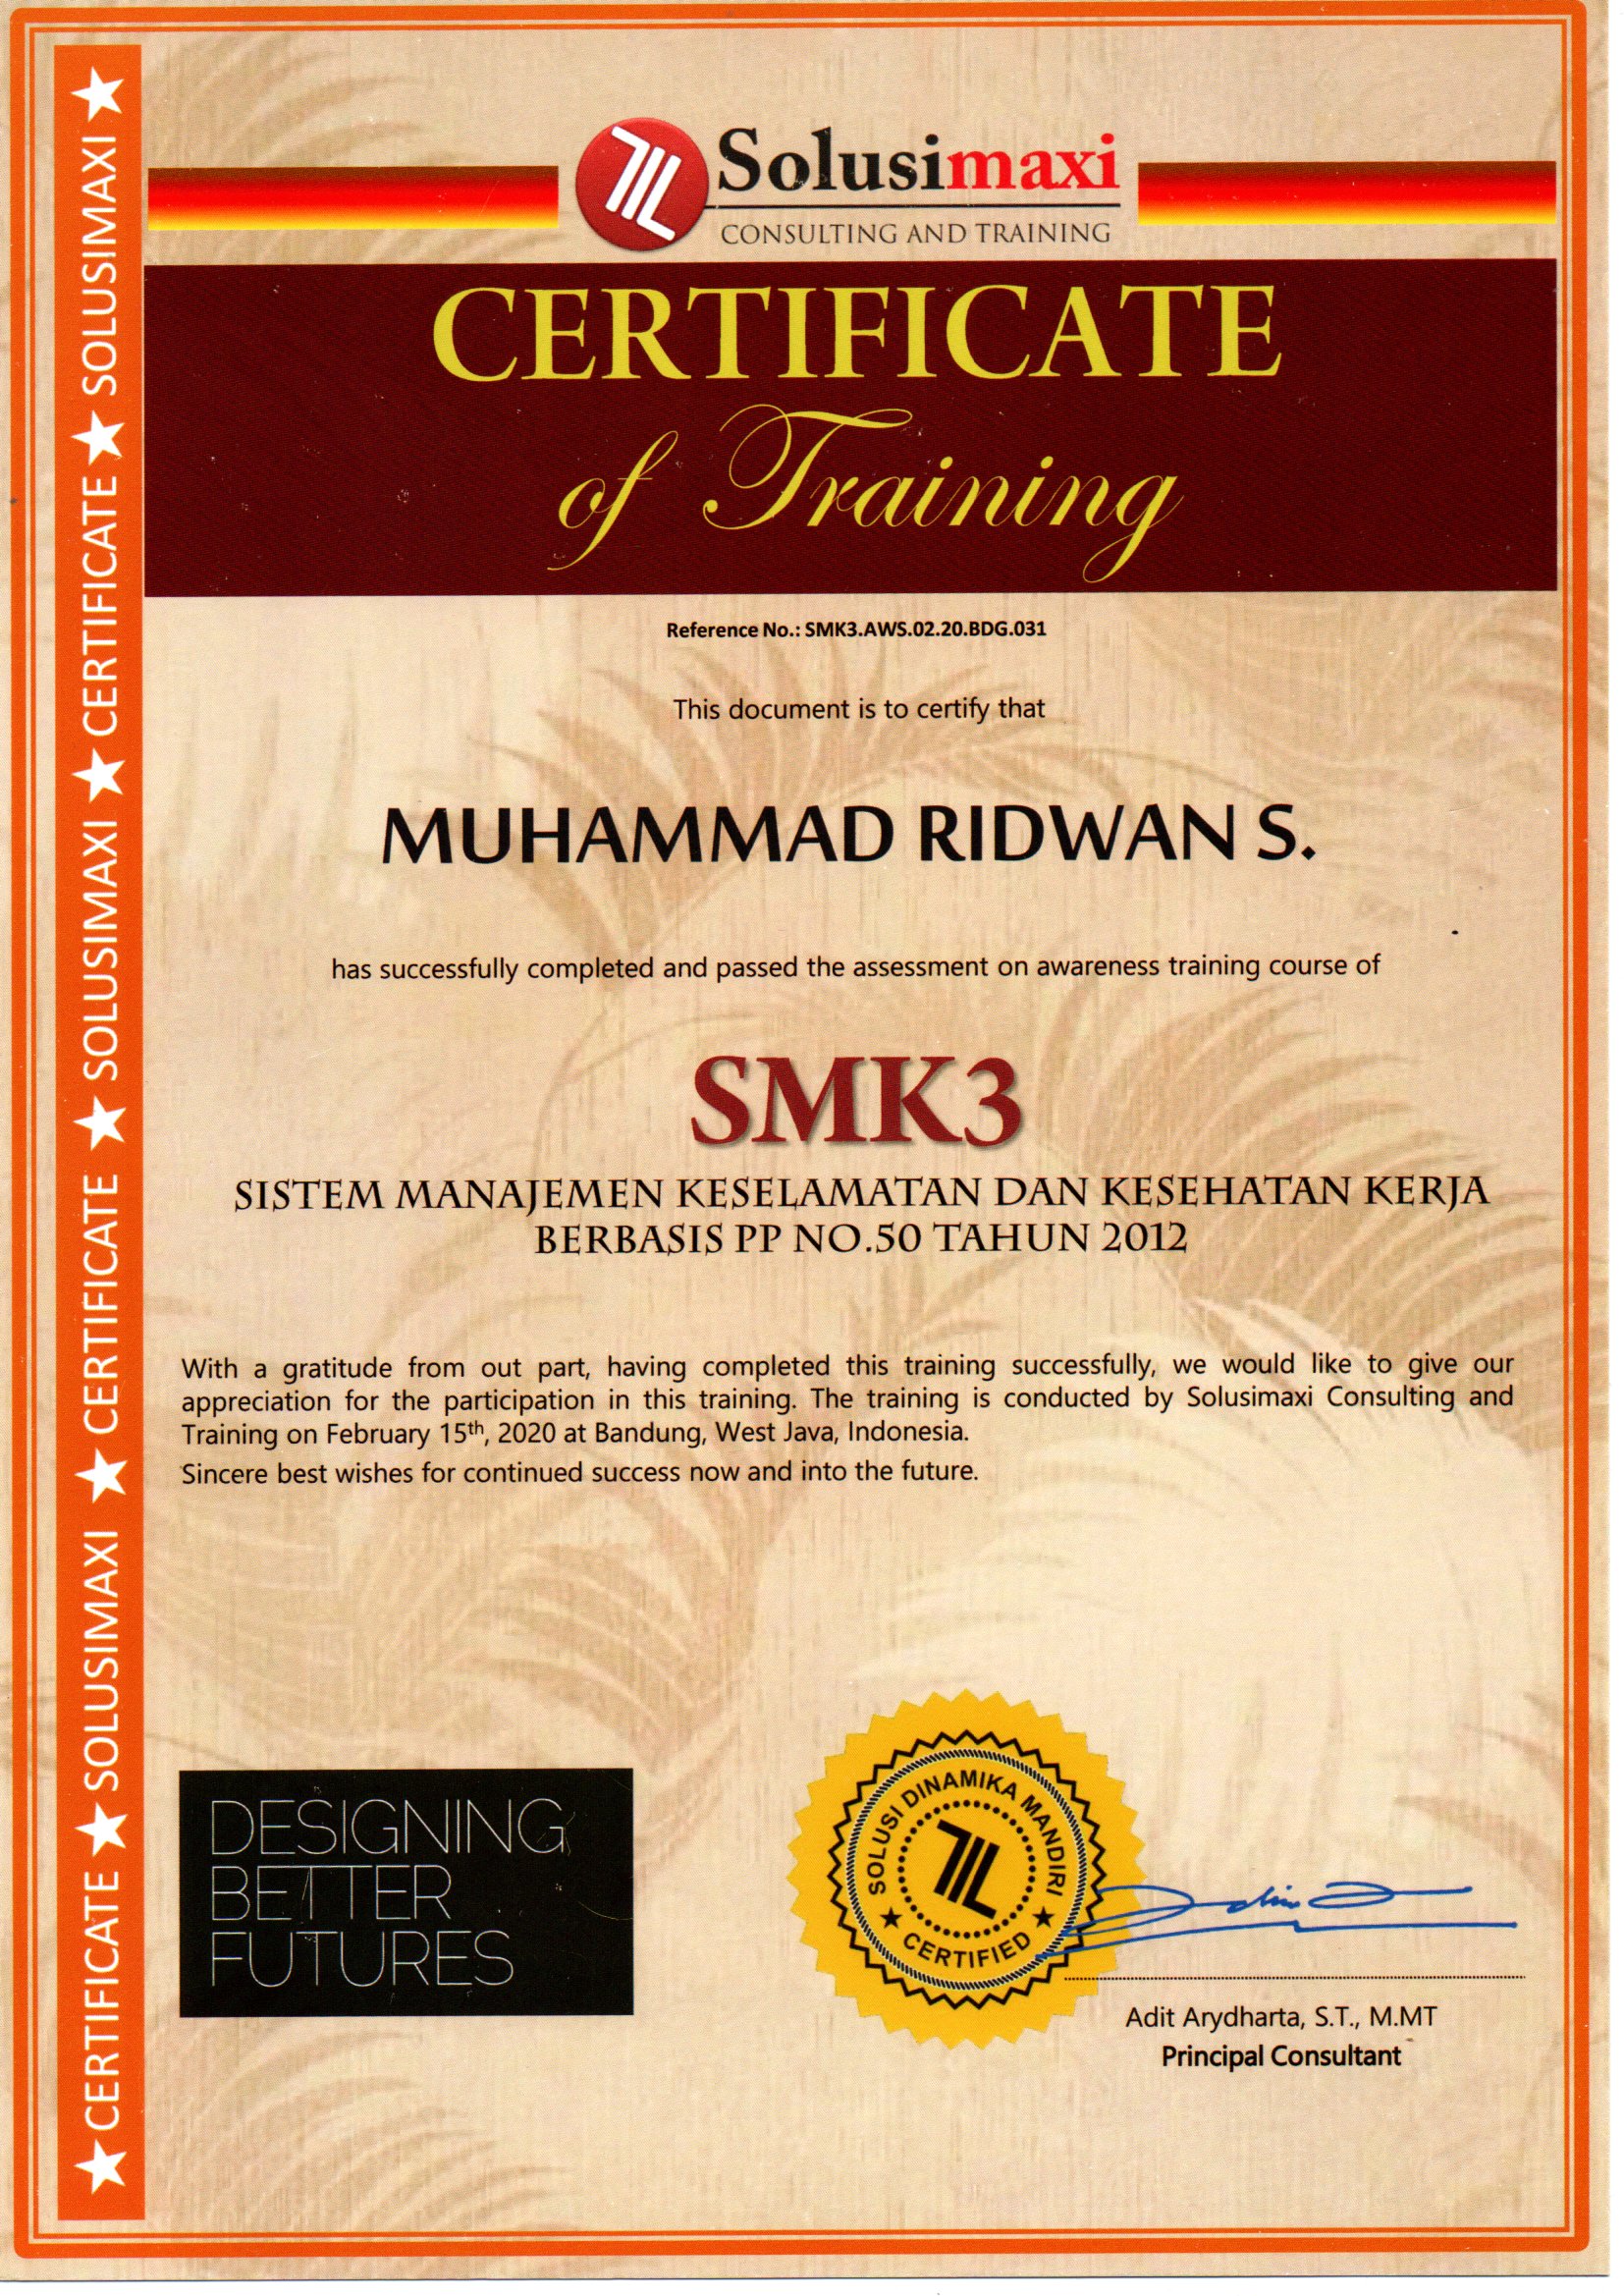 ★ CERTIFICATE ★ SOLUSIMAXI ★ CERTIFICATE ★ SOLUSIMAXI ★ CERTIFICATE ★ SOLUSIMAXI ★
Solusimaxi
CONSULTING AND TRAINING
CERTIFICATE
of Training
Reference No.: SMK3.AWS.02.20.BDG.031
This document is to certify that
MUHAMMAD RIDWAN S.
has successfully completed and passed the assessment on awareness training course of
SMK3
SISTEM MANAJEMEN KESELAMATAN DAN KESEHATAN KERJA
BERBASIS PP NO.50 TAHUN 2012
With a gratitude from out part, having completed this training successfully, we would like to give our
appreciation for the participation in this training. The training is conducted by Solusimaxi Consulting and
Training on February 15th, 2020 at Bandung, West Java, Indonesia.
Sincere best wishes for continued success now and into the future.
DESIGNING
BETTER
FUTURES
SOLUSI DINAMIKA MANDIRI
★ CERTIFIED ★
Adit Arydharta, S.T., M.MT
Principal Consultant